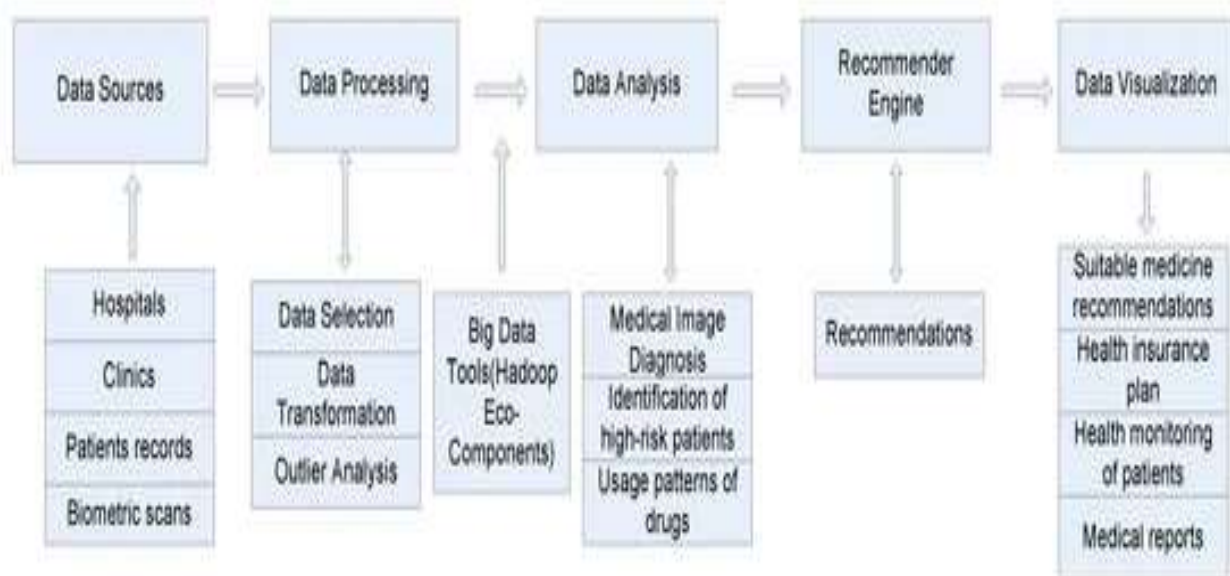 Data Sources
Data Processing
Data Analysis
Recommender
Engine
Data Visualization
Hospitals
Clinics
Patients records
Biometric scans
Data Selection
Data
Transformation
Outlier Analysis
Big Data
Tools(Hadoop
Eco-
Components)
Medical Image
Diagnosis
Identification of
high-risk patients
Usage patterns of
drugs
Recommendations
Suitable medicine
recommendations
Health insurance
plan
Health monitoring
of patients
Medical reports